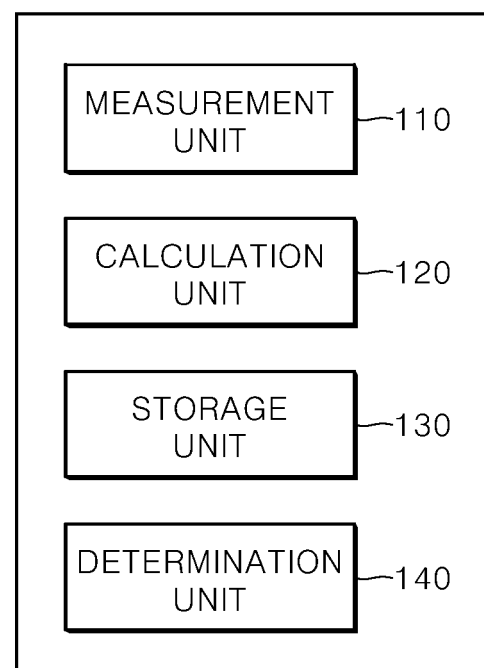 MEASUREMENT
UNIT
110
CALCULATION
UNIT
120
STORAGE
UNIT
130
DETERMINATION
UNIT
140